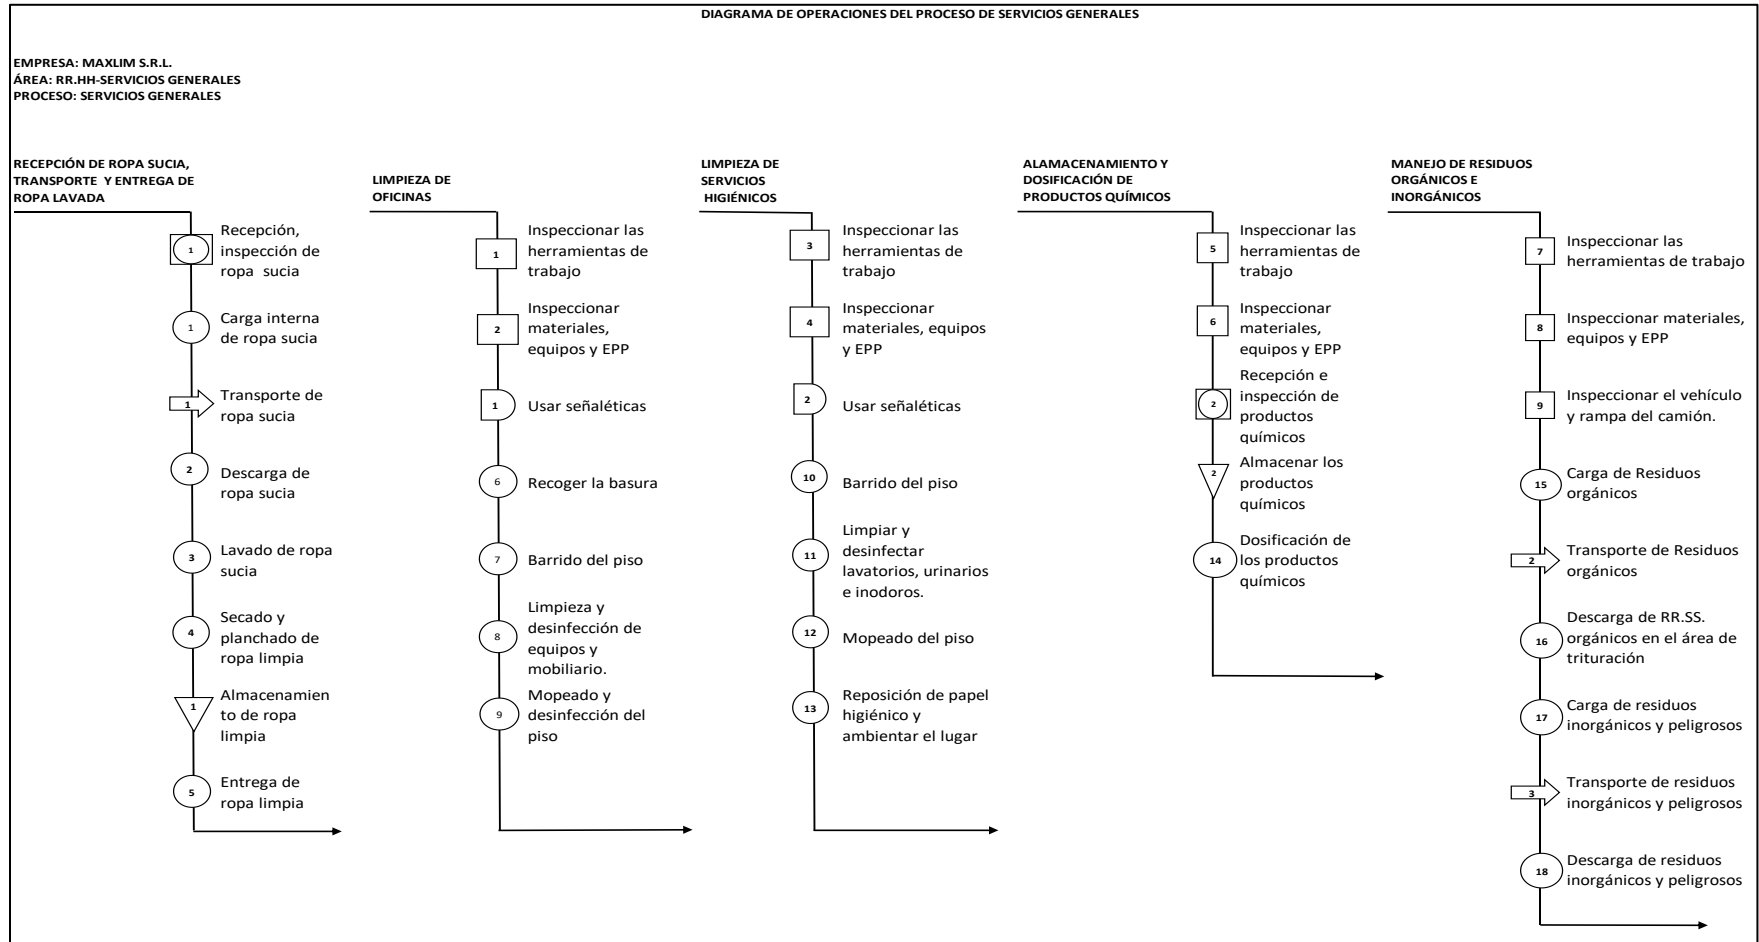 DIAGRAMA DE OPERACIONES DEL PROCESO DE SERVICIOS GENERALES
EMPRESA: MAXLIM S.R.L.
ÁREA: RR.HH-SERVICIOS GENERALES
PROCESO: SERVICIOS GENERALES
RECEPCIÓN DE ROPA SUCIA,
TRANSPORTE Y ENTREGA DE
ROPA LAVADA
1
Recepción,
inspección de
ropa sucia
1
Carga interna
de ropa sucia
1
Transporte de
ropa sucia
2
Descarga de
ropa sucia
3
Lavado de ropa
sucia
4
Secado y
planchado de
ropa limpia
1
Almacenamien
to de ropa
limpia
5
Entrega de
ropa limpia
LIMPIEZA DE
OFICINAS
1
Inspeccionar las
herramientas de
trabajo
2
Inspeccionar
materiales,
equipos y EPP
1
Usar señaléticas
6
Recoger la basura
7
Barrido del piso
8
Limpieza y
desinfección de
equipos y
mobiliario.
9
Mopeado y
desinfección del
piso
LIMPIEZA DE
SERVICIOS
HIGIÉNICOS
3
Inspeccionar las
herramientas de
trabajo
4
Inspeccionar
materiales, equipos
y EPP
2
Usar señaléticas
10
Barrido del piso
11
Limpiar y
desinfectar
lavatorios, urinarios
e inodoros.
12
Mopeado del piso
13
Reposición de papel
higiénico y
ambientar el lugar
ALAMACENAMIENTO Y
DOSIFICACIÓN DE
PRODUCTOS QUÍMICOS
5
Inspeccionar las
herramientas de
trabajo
6
Inspeccionar
materiales,
equipos y EPP
2
Recepción e
inspección de
productos
químicos
2
Almacenar los
productos
químicos
14
Dosificación de
los productos
químicos
MANEJO DE RESIDUOS
ORGÁNICOS E
INORGÁNICOS
7
Inspeccionar las
herramientas de trabajo
8
Inspeccionar materiales,
equipos y EPP
9
Inspeccionar el vehículo
y rampa del camión.
15
Carga de Residuos
orgánicos
2
Transporte de Residuos
orgánicos
16
Descarga de RR.SS.
orgánicos en el área de
trituración
17
Carga de residuos
inorgánicos y peligrosos
3
Transporte de residuos
inorgánicos y peligrosos
18
Descarga de residuos
inorgánicos y peligrosos